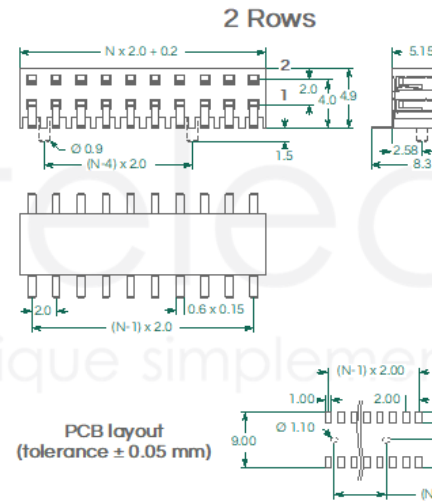 2 Rows
N x 2.0 + 0.2
2
1
2.0
4.0
4.9
5.15
Ø 0.9
(N-4) x 2.0
1.5
2.58
8.3
2.0
0.6 x 0.15
(N-1) x 2.0
ique simplemen
(N-1) x 2.00
1.00
2.00
PCB layout
(tolerance ± 0.05 mm)
Ø 1.10
9.00
(N